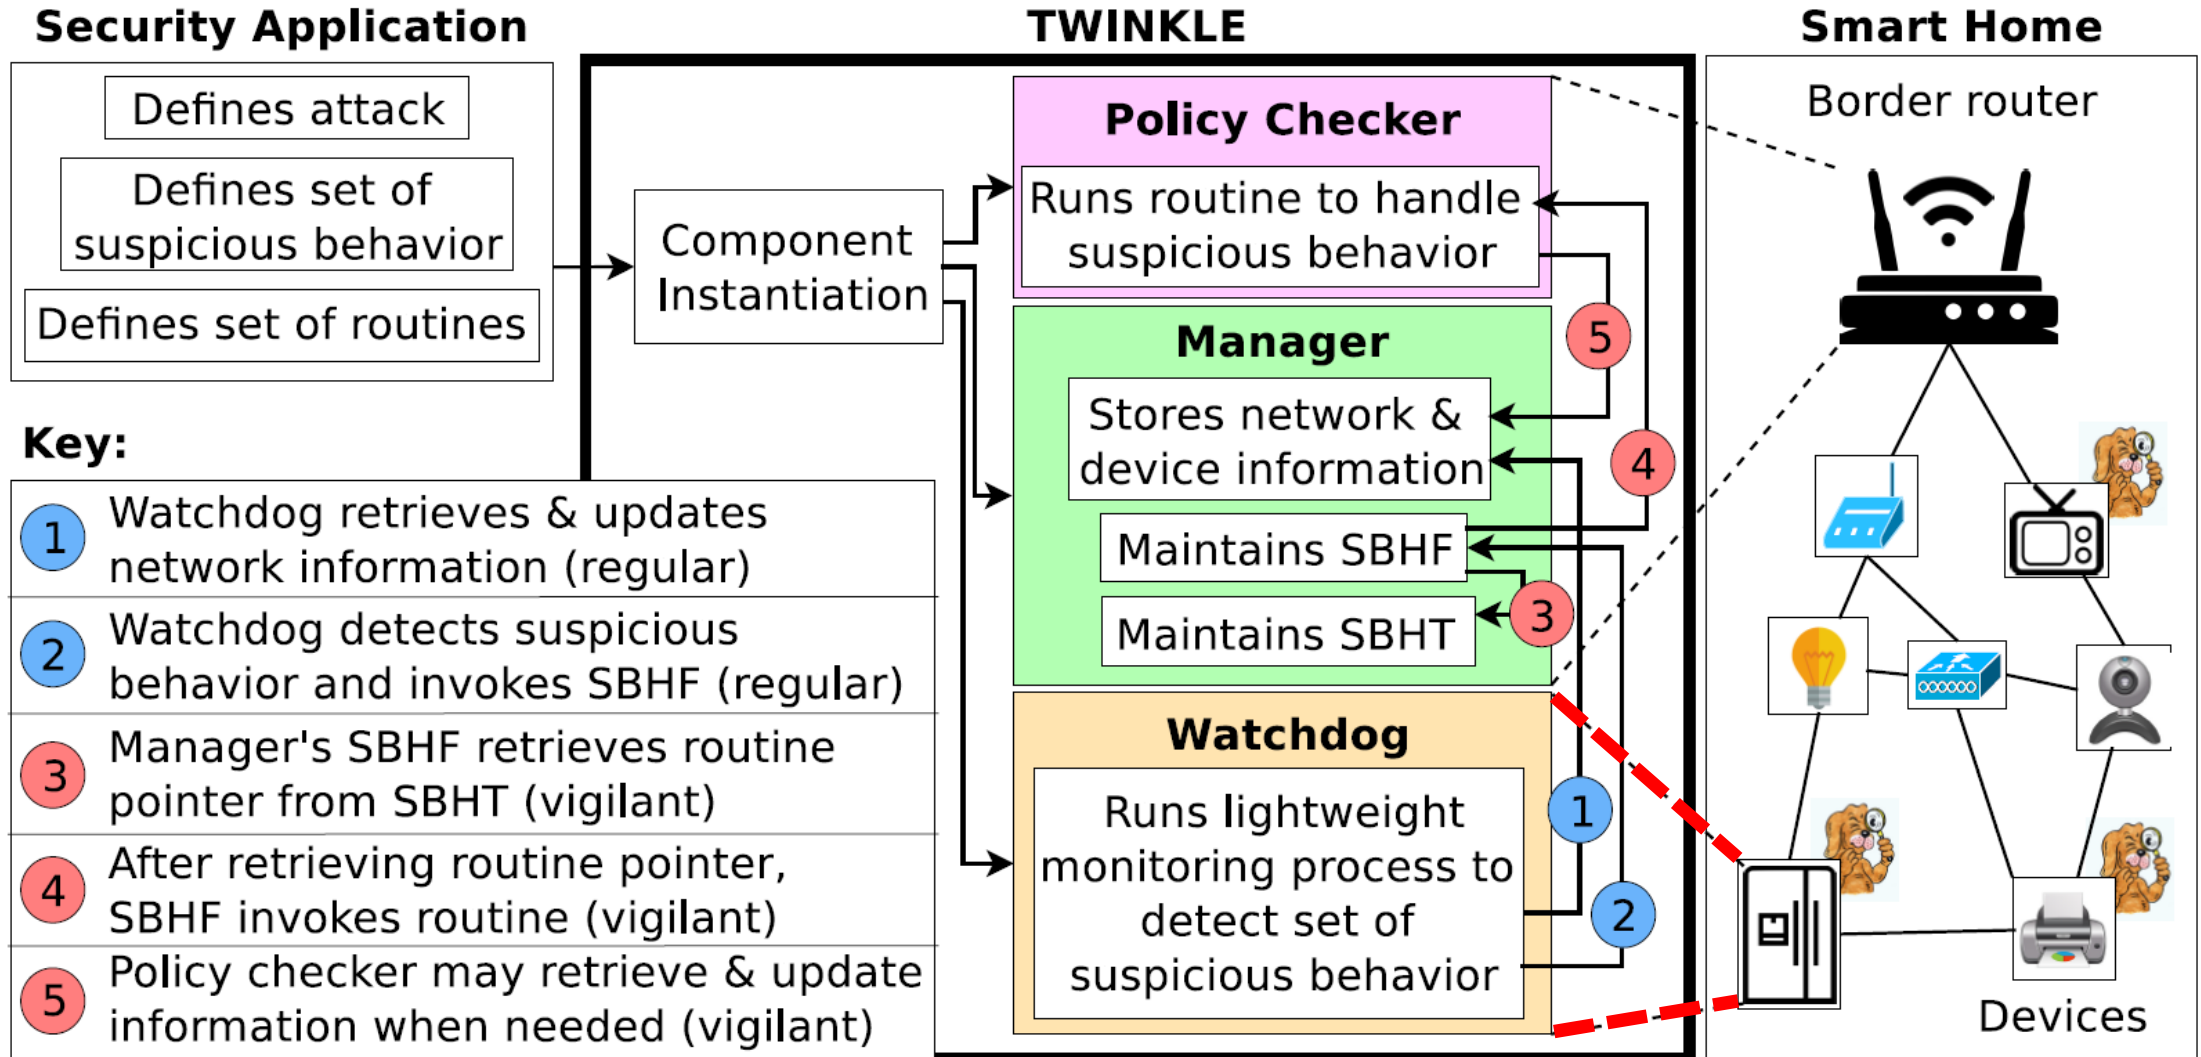 Security Application
Defines attack
Defines set of
suspicious behavior
Defines set of routines
Key:
1 Watchdog retrieves & updates
network information (regular)
2 Watchdog detects suspicious
behavior and invokes SBHF (regular)
3 Manager's SBHF retrieves routine
pointer from SBHT (vigilant)
4 After retrieving routine pointer,
SBHF invokes routine (vigilant)
5 Policy checker may retrieve & update
information when needed (vigilant)
TWINKLE
Component
Instantiation
Policy Checker
Runs routine to handle
suspicious behavior
Manager
Stores network &
device information
Maintains SBHF
Maintains SBHT
Watchdog
Runs lightweight
monitoring process to
detect set of
suspicious behavior
5
4
3
1
2
Smart Home
Border router
Devices